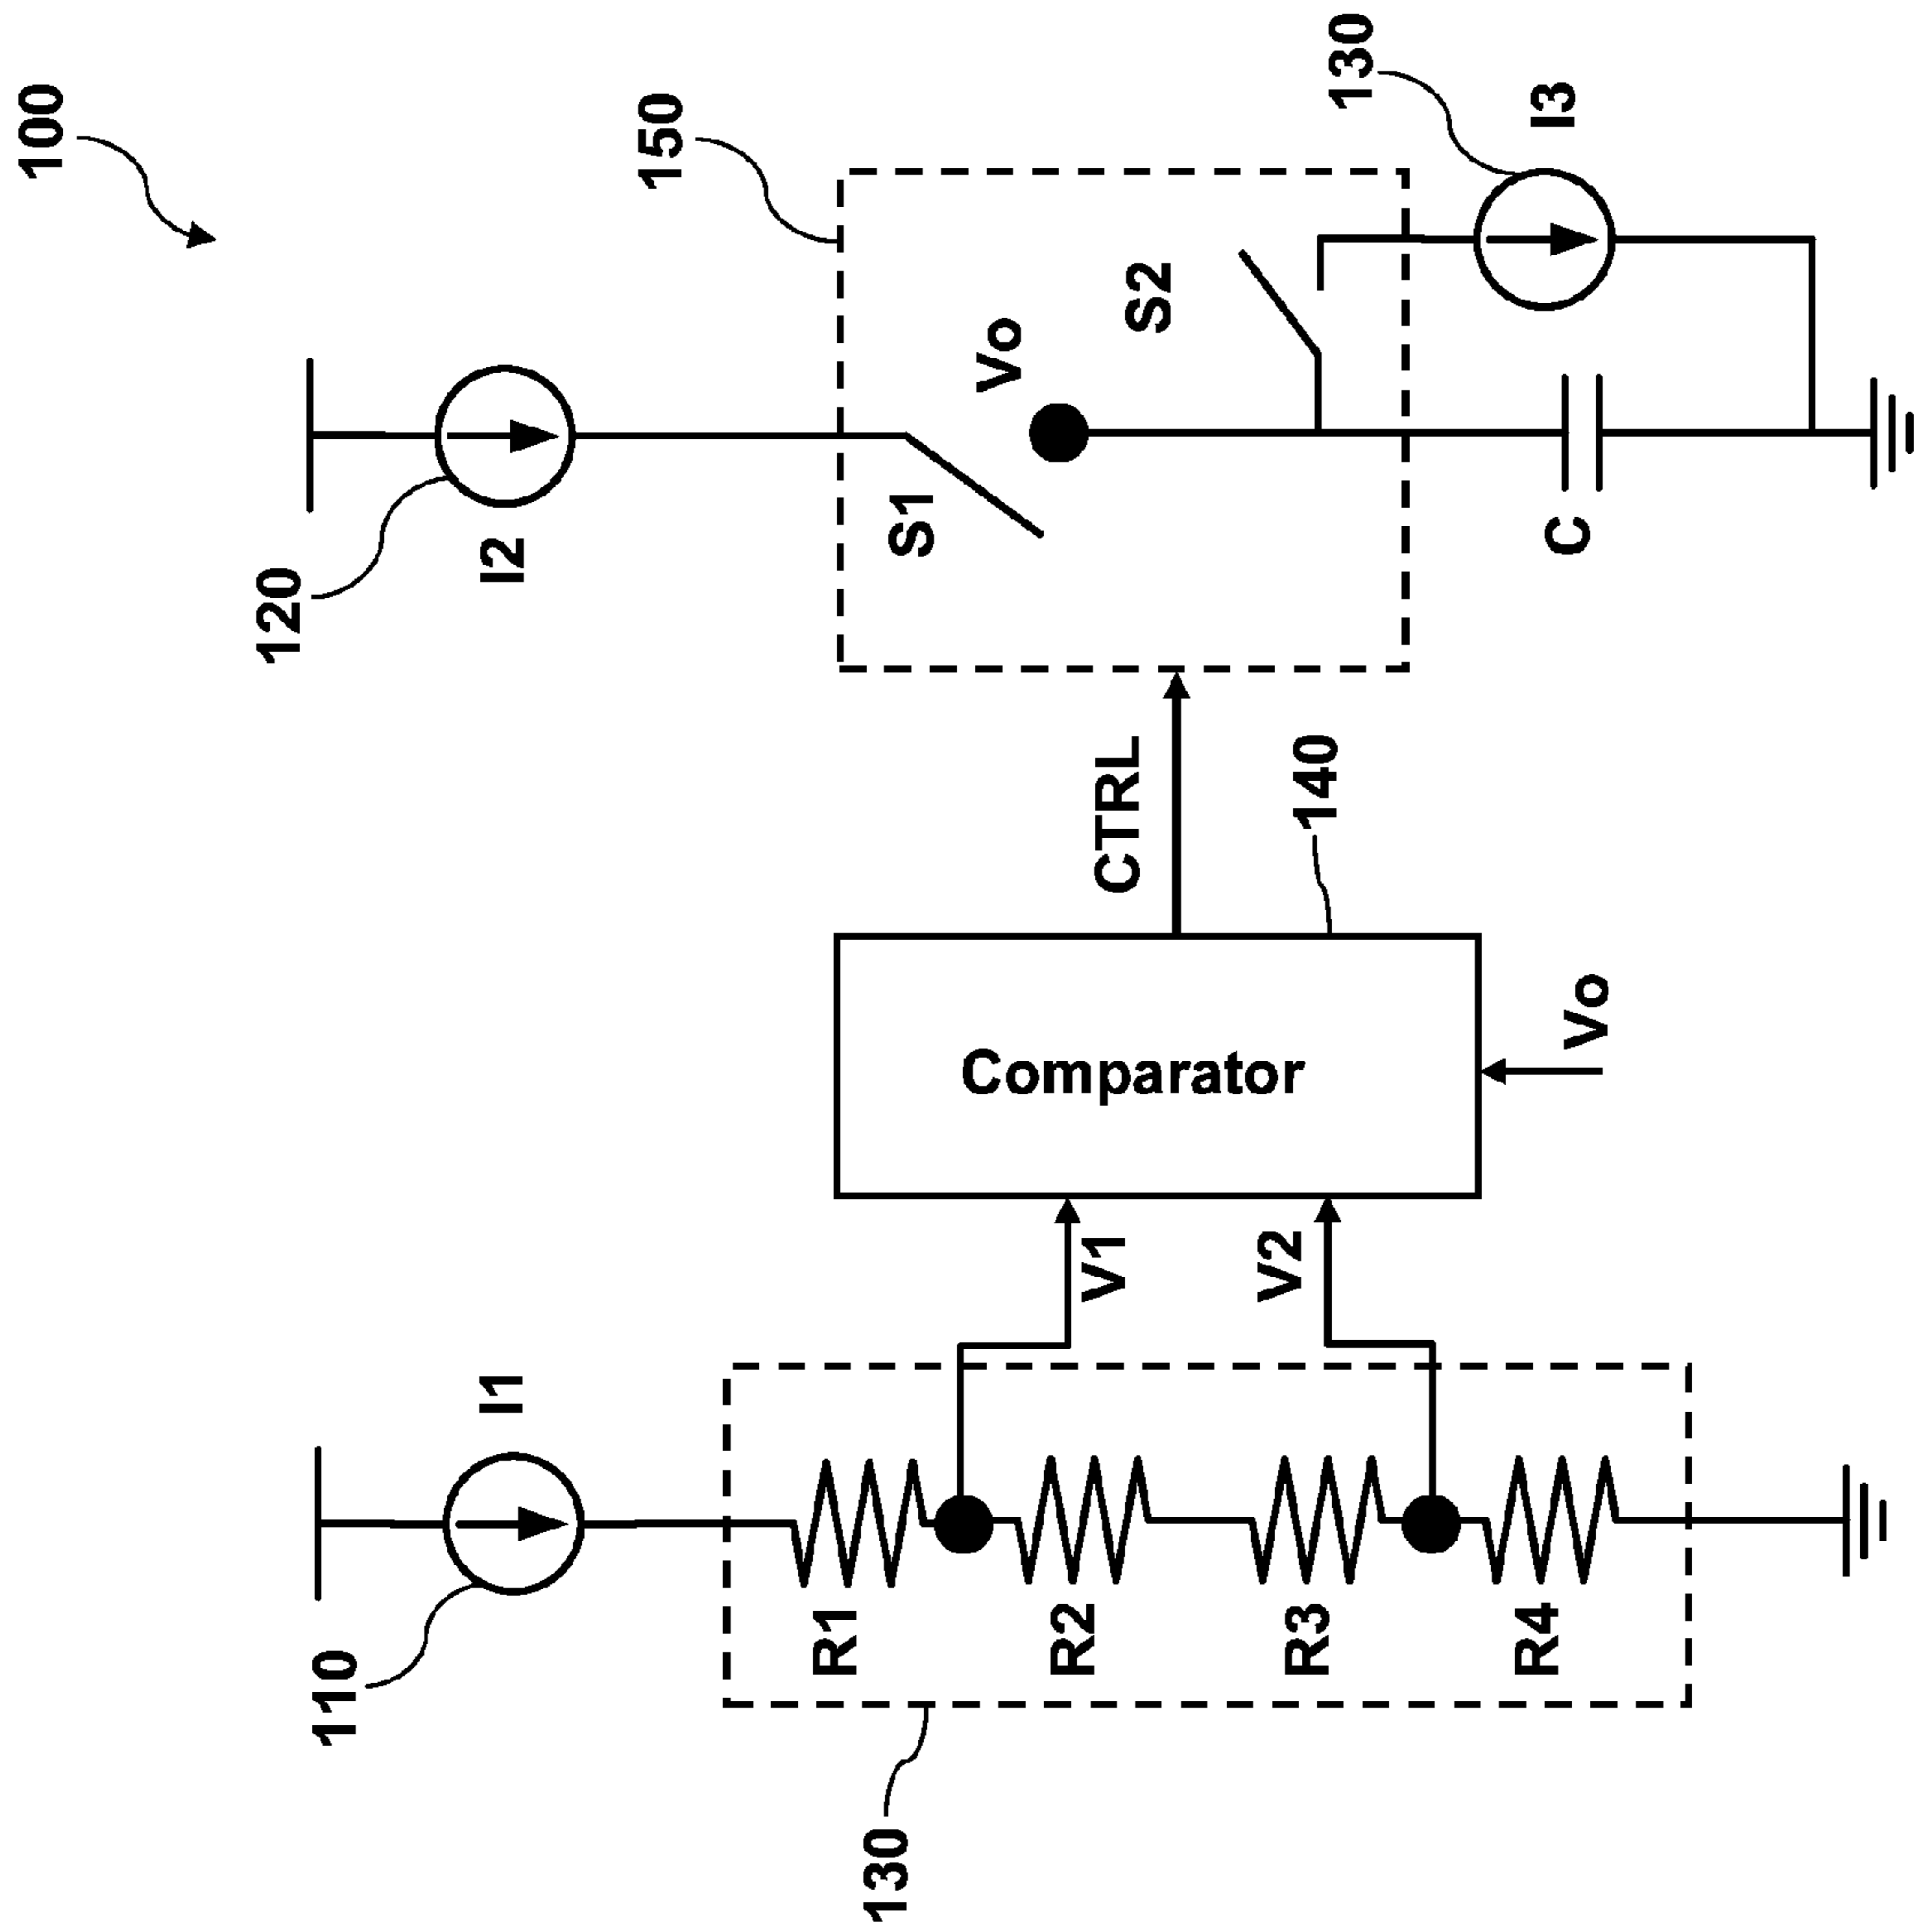 100
110
I1
120
I2
150
S1
Vo
S2
130
R1
R2
R3
R4
V1
V2
Comparator
CTRL
140
Vo
C
130
I3